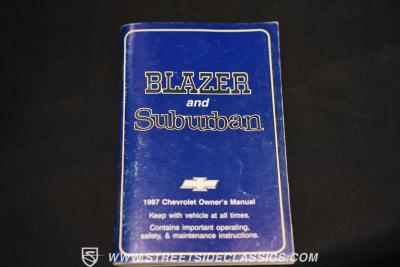 BLAZER
and
Suburban
1987 Chevrolet Owner's Manual
Keep with vehicle at all times.
Contains important operating,
safety, & maintenance instructions.
WWW.STREETSIDECLASSICS.COM